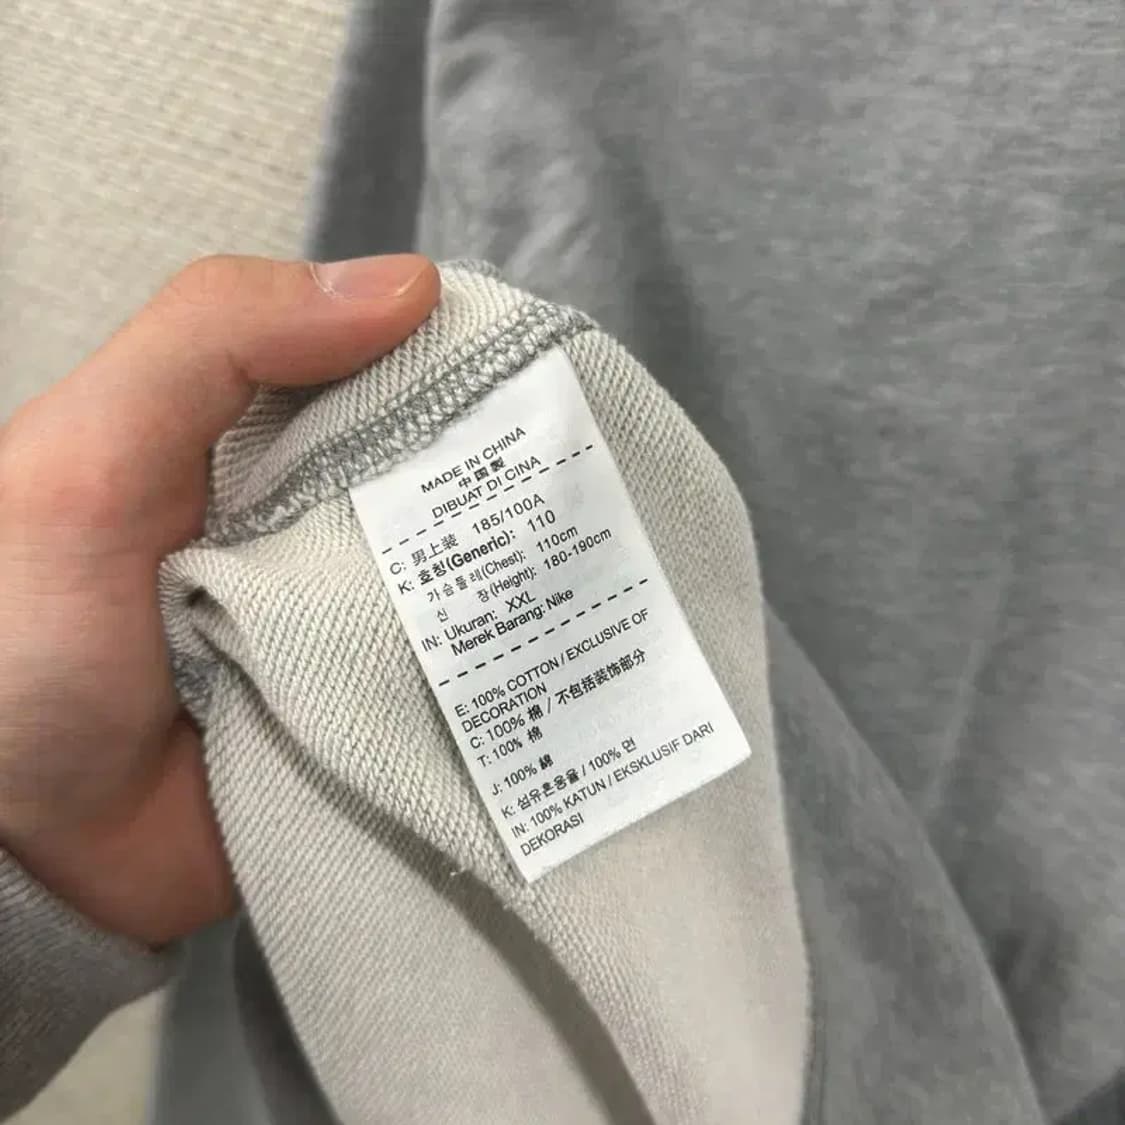 MADE IN CHINA
中国製
DIBUAT DI CINA
C: 男上装 185/100A
K: 호칭(Generic): 110
가슴둘레(Chest): 110cm
신 장(Height): 180-190cm
IN: Ukuran: XXL
Merek Barang: Nike
E: 100% COTTON / EXCLUSIVE OF
DECORATION
C: 100% 棉 / 不包括装饰部分
T: 100% 棉
J: 100% 綿
K: 섬유혼용율 / 100% 면
IN: 100% KATUN / EKSKLUSIF DARI
DEKORASI